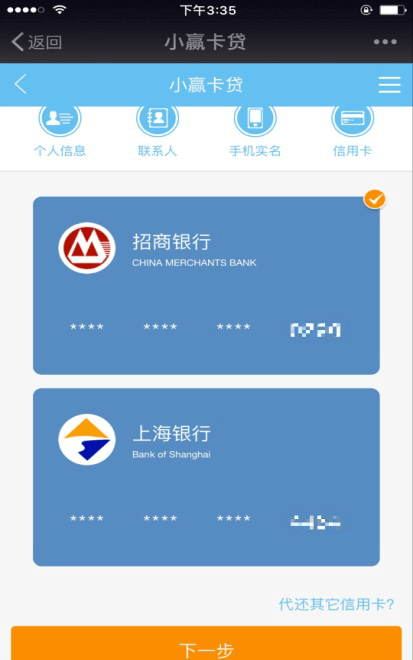 下午3:35
返回 小赢卡贷
小赢卡贷
个人信息 联系人 手机实名 信用卡
招商银行
CHINA MERCHANTS BANK
**** **** ****
上海银行
Bank of Shanghai
**** **** ****
代还其它信用卡?
下一步